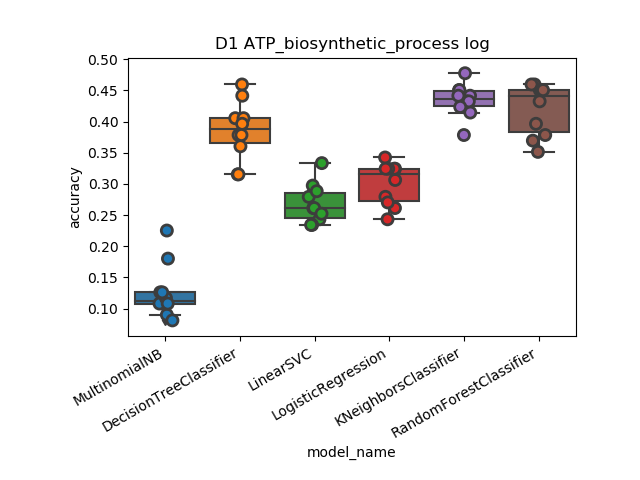 D1 ATP_biosynthetic_process log
accuracy
0.50
0.45
0.40
0.35
0.30
0.25
0.20
0.15
0.10
MultinomialNB
DecisionTreeClassifier
LinearSVC
LogisticRegression
KNeighborsClassifier
RandomForestClassifier
model_name